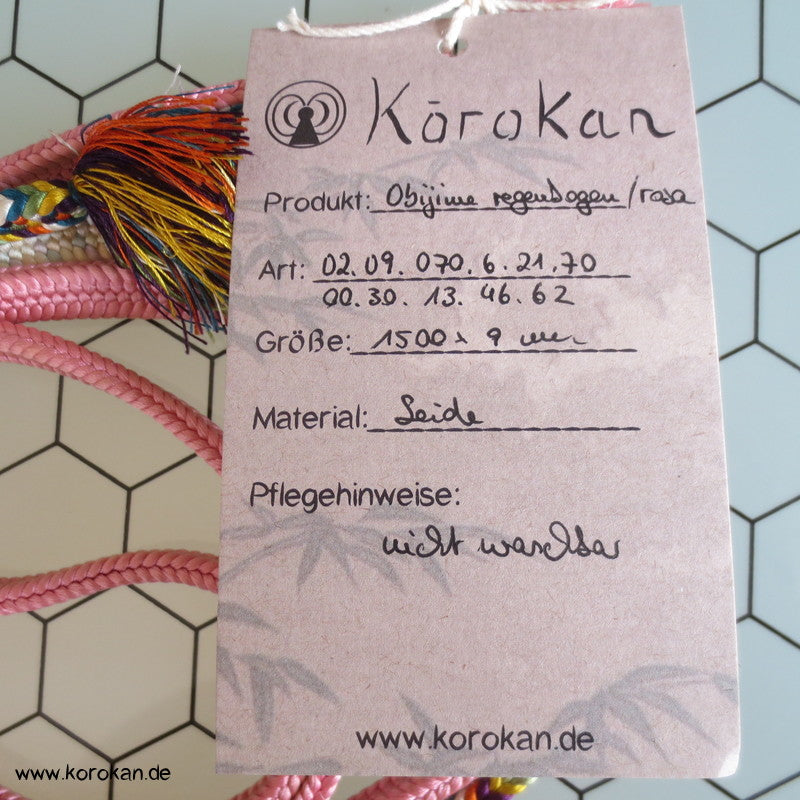 Kōrokan
Produkt: Obijime regenbogen/rosa
Art: 02.09.070.6.21.70
00.30.13.46.62
Größe: 1500 x 9 mm
Material: Seide
Pflegehinweise:
nicht waschbar
www.korokan.de
www.korokan.de